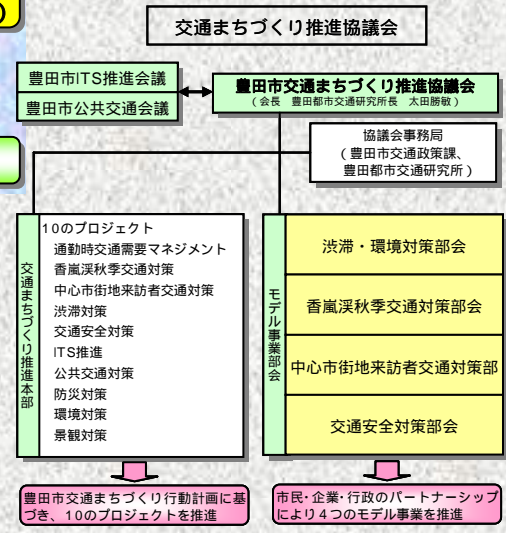 交通まちづくり推進協議会
豊田市ITS推進会議
豊田市公共交通会議
豊田市交通まちづくり推進協議会
(会長 豊田都市交通研究所長 太田勝敏)
協議会事務局
(豊田市交通政策課、
豊田都市交通研究所)
交通まちづくり推進本部
10のプロジェクト
通勤時交通需要マネジメント
香嵐渓秋季交通対策
中心市街地来訪者交通対策
渋滞対策
交通安全対策
ITS推進
公共交通対策
防災対策
環境対策
景観対策
モデル事業部会
渋滞・環境対策部会
香嵐渓秋季交通対策部会
中心市街地来訪者交通対策部
交通安全対策部会
豊田市交通まちづくり行動計画に基
づき、10のプロジェクトを推進
市民・企業・行政のパートナーシップ
により4つのモデル事業を推進